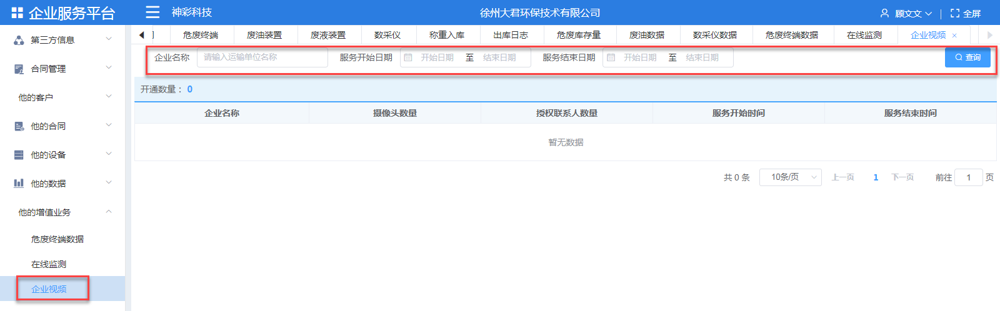 企业服务平台 神彩科技 徐州大君环保技术有限公司 顾文文 全屏
危废终端 废油装置 废液装置 数采仪 称重入库 出库日志 危废库存量 废油数据 数采仪数据 危废终端数据 在线监测 企业视频 ×
企业名称 请输入运输单位名称 服务开始日期 开始日期 至 结束日期 服务结束日期 开始日期 至 结束日期 查询
开通数量： 0
企业名称 摄像头数量 授权联系人数量 服务开始时间 服务结束时间
暂无数据
共 0 条 10条/页 上一页 1 下一页 前往 1 页
第三方信息
合同管理
他的客户
他的合同
他的设备
他的数据
他的增值业务
危废终端数据
在线监测
企业视频